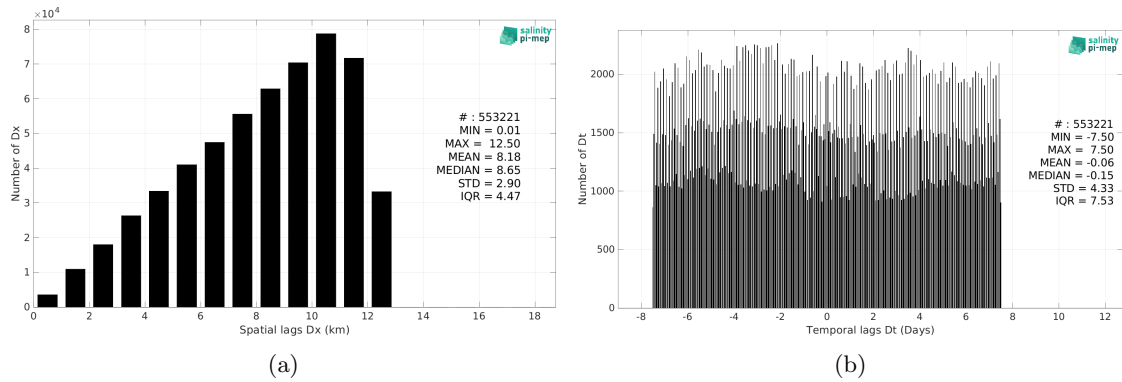 ×10⁴
8
7
6
5
4
3
2
1
0
Number of Dx
0 2 4 6 8 10 12 14 16 18
Spatial lags Dx (km)
salinity
pi-mep
# : 553221
MIN = 0.01
MAX = 12.50
MEAN = 8.18
MEDIAN = 8.65
STD = 2.90
IQR = 4.47
(a)
2000
1500
1000
500
0
Number of Dt
-8 -6 -4 -2 0 2 4 6 8 10 12
Temporal lags Dt (Days)
salinity
pi-mep
# : 553221
MIN = -7.50
MAX = 7.50
MEAN = -0.06
MEDIAN = -0.15
STD = 4.33
IQR = 7.53
(b)